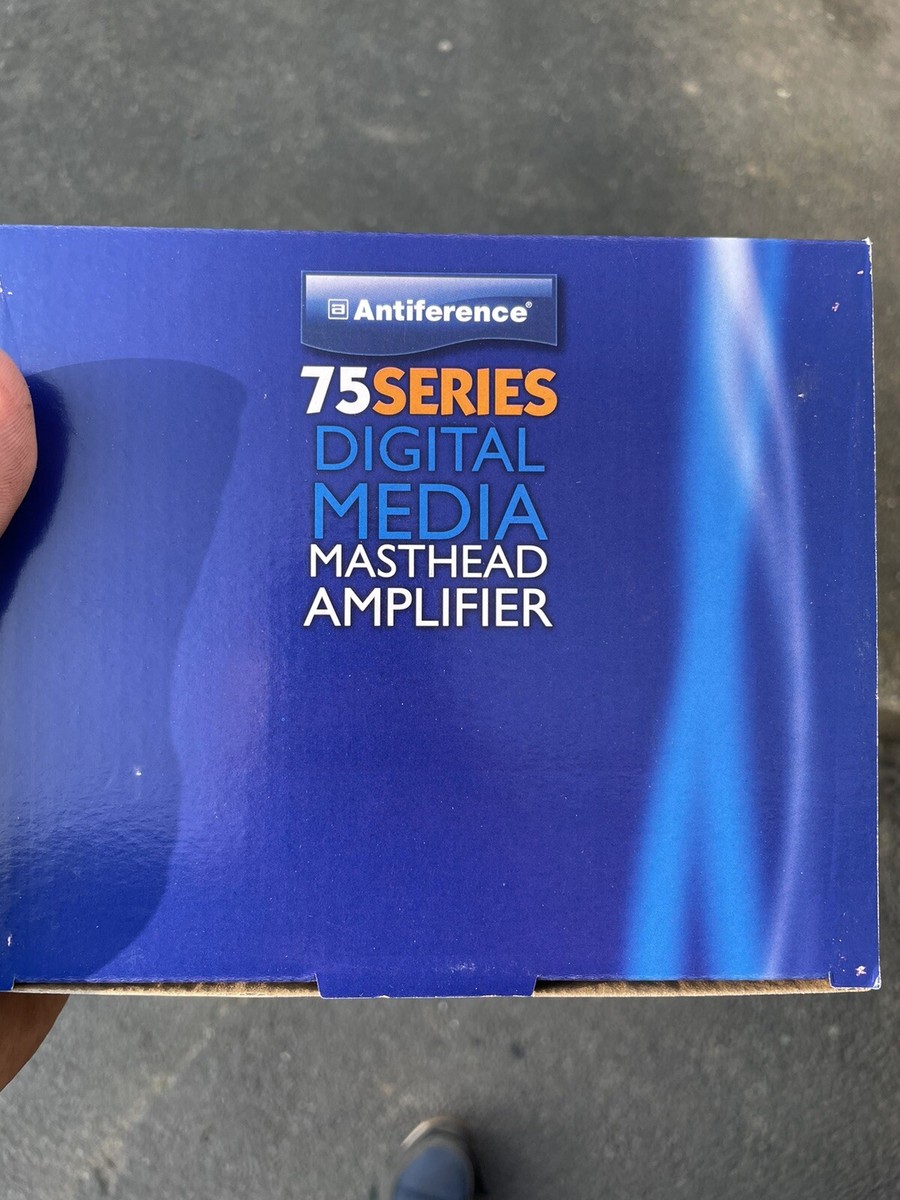 a Antiference®
75SERIES
DIGITAL
MEDIA
MASTHEAD
AMPLIFIER